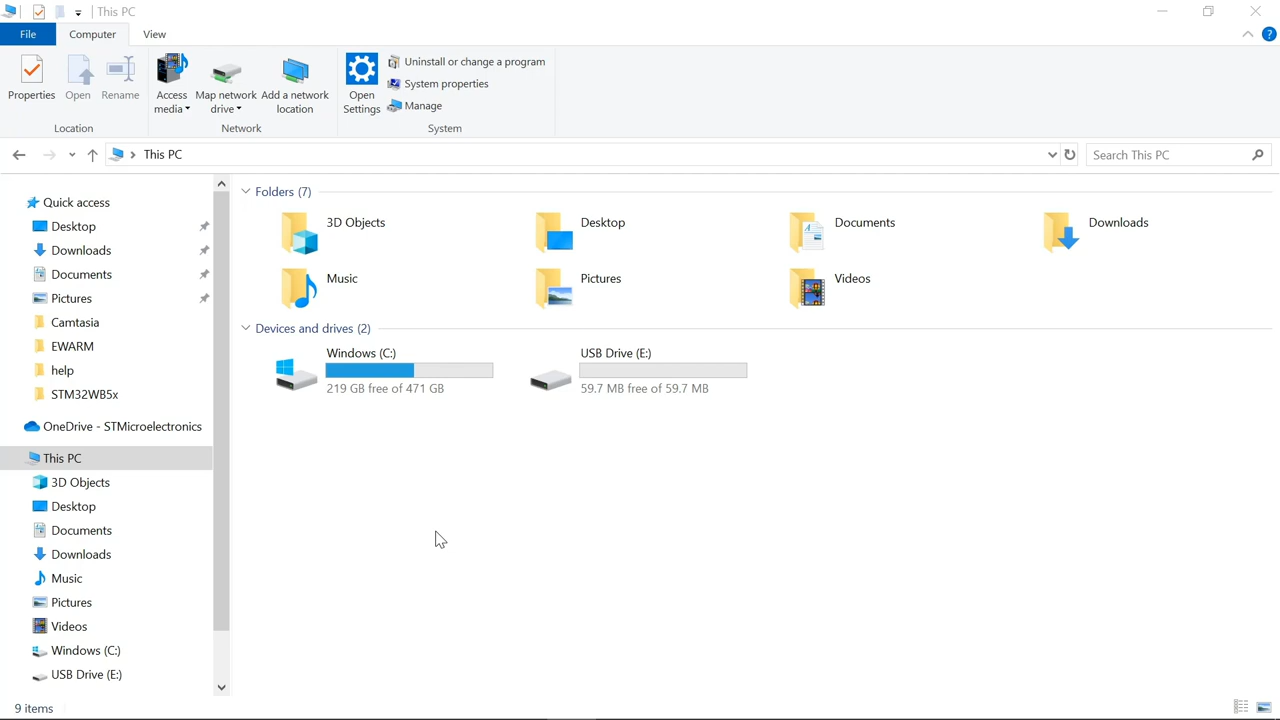 This PC
File Computer View
Properties Open Rename Access media Map network drive Add a network location Open Settings
Uninstall or change a program
System properties
Manage
Location Network System
This PC Search This PC
Quick access
Desktop
Downloads
Documents
Pictures
Camtasia
EWARM
help
STM32WB5x
OneDrive - STMicroelectronics
This PC
3D Objects
Desktop
Documents
Downloads
Music
Pictures
Videos
Windows (C:)
USB Drive (E:)
Folders (7)
3D Objects Desktop Documents Downloads
Music Pictures Videos
Devices and drives (2)
Windows (C:) USB Drive (E:)
219 GB free of 471 GB 59.7 MB free of 59.7 MB
9 items